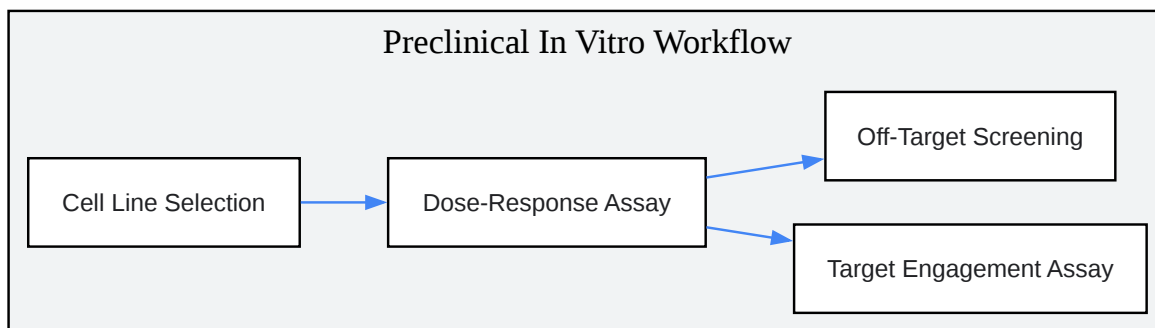 Preclinical In Vitro Workflow
Cell Line Selection
Dose-Response Assay
Off-Target Screening
Target Engagement Assay